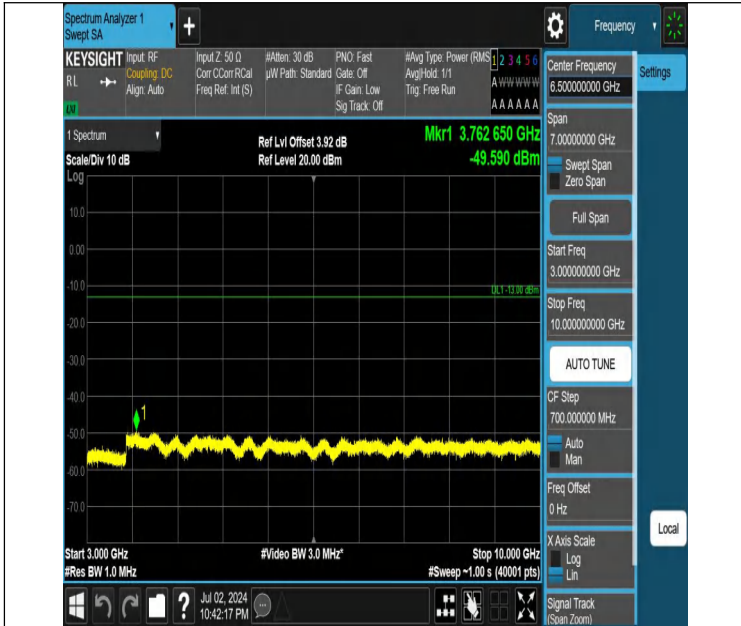 Spectrum Analyzer 1
Swept SA
+
Frequency
KEYSIGHT
RL
Input: RF
Coupling: DC
Align: Auto
Input Z: 50 Ω
Corr CCorr RCal
Freq Ref: Int (S)
#Atten: 30 dB
µW Path: Standard
PNO: Fast
Gate: Off
IF Gain: Low
Sig Track: Off
#Avg Type: Power (RMS
Avg|Hold: 1/1
Trig: Free Run
1 2 3 4 5 6
A W W W W W
A A A A A A
1 Spectrum
Scale/Div 10 dB
Ref Lvl Offset 3.92 dB
Ref Level 20.00 dBm
Mkr1 3.762 650 GHz
-49.590 dBm
Log
10.0
0.00
-10.0
DL1 -13.00 dBm
-20.0
-30.0
-40.0
1
-50.0
-60.0
-70.0
Start 3.000 GHz
#Res BW 1.0 MHz
#Video BW 3.0 MHz*
Stop 10.000 GHz
#Sweep ~1.00 s (40001 pts)
?
Jul 02, 2024
10:42:17 PM
Center Frequency
6.500000000 GHz
Settings
Span
7.00000000 GHz
Swept Span
Zero Span
Full Span
Start Freq
3.000000000 GHz
Stop Freq
10.000000000 GHz
AUTO TUNE
CF Step
700.000000 MHz
Auto
Man
Freq Offset
0 Hz
X Axis Scale
Log
Lin
Local
Signal Track
(Span Zoom)